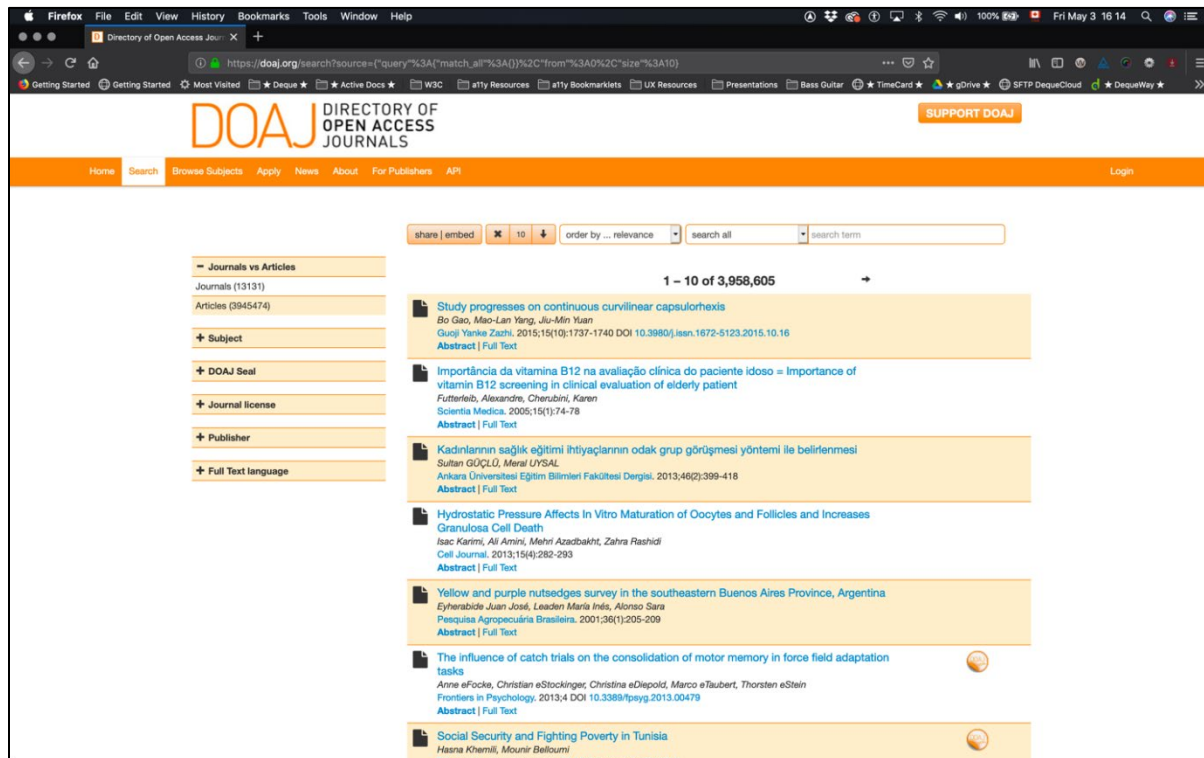 Firefox File Edit View History Bookmarks Tools Window Help
100% Fri May 3 16 14
Directory of Open Access Jour
https://doaj.org/search?source={"query"%3A{"match_all"%3A{}}%2C"from"%3A0%2C"size"%3A10}
Getting Started Getting Started Most Visited ★ Deque ★ ★ Active Docs ★ W3C a11y Resources a11y Bookmarklets UX Resources Presentations Bass Guitar ★ TimeCard ★ ★ gDrive ★ SFTP DequeCloud ★ DequeWay ★
DOAJ DIRECTORY OF
OPEN ACCESS
JOURNALS
SUPPORT DOAJ
Home Search Browse Subjects Apply News About For Publishers API Login
share | embed 10 order by ... relevance search all search term
Journals vs Articles
Journals (13131)
Articles (3945474)
Subject
DOAJ Seal
Journal license
Publisher
Full Text language
1 – 10 of 3,958,605
Study progresses on continuous curvilinear capsulorhexis
Bo Gao, Mao-Lan Yang, Jiu-Min Yuan
Guoji Yanke Zazhi. 2015;15(10):1737-1740 DOI 10.3980/j.issn.1672-5123.2015.10.16
Abstract | Full Text
Importância da vitamina B12 na avaliação clínica do paciente idoso = Importance of
vitamin B12 screening in clinical evaluation of elderly patient
Futterleib, Alexandre, Cherubini, Karen
Scientia Medica. 2005;15(1):74-78
Abstract | Full Text
Kadınlarının sağlık eğitimi ihtiyaçlarının odak grup görüşmesi yöntemi ile belirlenmesi
Sultan GÜÇLÜ, Meral UYSAL
Ankara Üniversitesi Eğitim Bilimleri Fakültesi Dergisi. 2013;46(2):399-418
Abstract | Full Text
Hydrostatic Pressure Affects In Vitro Maturation of Oocytes and Follicles and Increases
Granulosa Cell Death
Isac Karimi, Ali Amini, Mehri Azadbakht, Zahra Rashidi
Cell Journal. 2013;15(4):282-293
Abstract | Full Text
Yellow and purple nutsedges survey in the southeastern Buenos Aires Province, Argentina
Eyherabide Juan José, Leaden María Inés, Alonso Sara
Pesquisa Agropecuária Brasileira. 2001;36(1):205-209
Abstract | Full Text
The influence of catch trials on the consolidation of motor memory in force field adaptation
tasks
Anne eFocke, Christian eStockinger, Christina eDiepold, Marco eTaubert, Thorsten eStein
Frontiers in Psychology. 2013;4 DOI 10.3389/fpsyg.2013.00479
Abstract | Full Text
Social Security and Fighting Poverty in Tunisia
Hasna Khemili, Mounir Belloumi